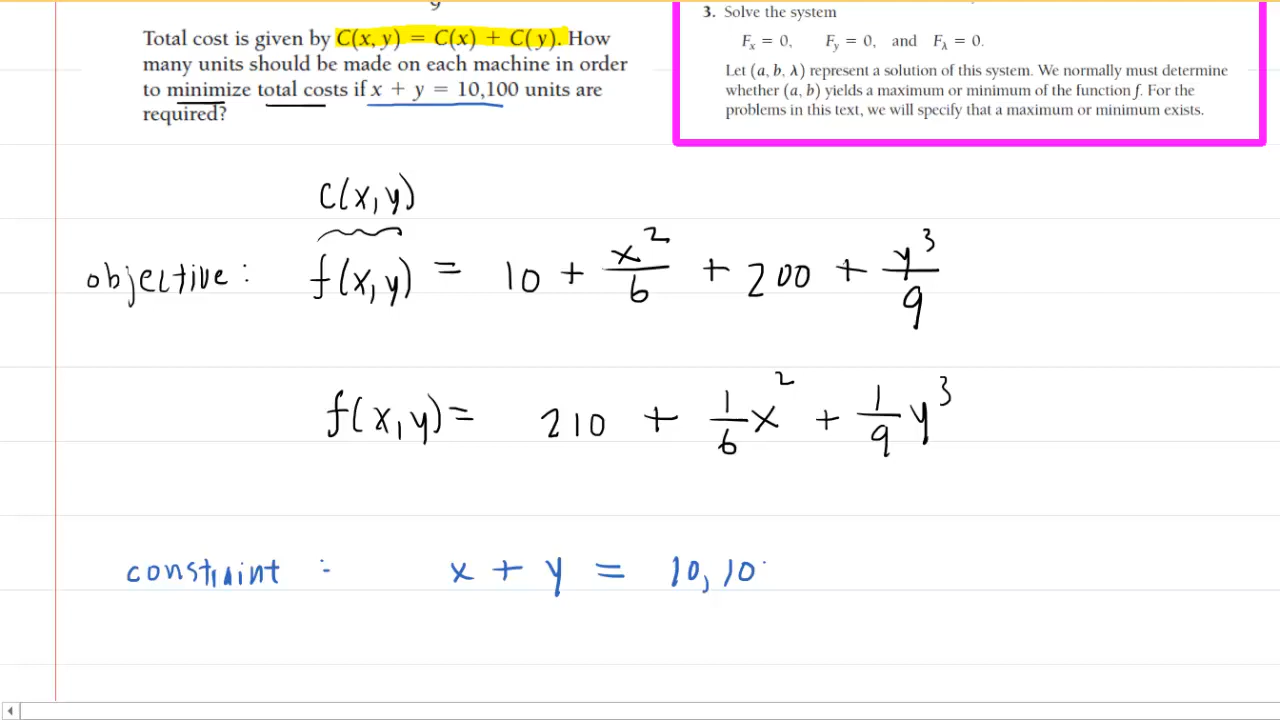 Total cost is given by C(x, y) = C(x) + C(y). How
many units should be made on each machine in order
to minimize total costs if x + y = 10,100 units are
required?
3. Solve the system
Fx = 0, Fy = 0, and Fλ = 0.
Let (a, b, λ) represent a solution of this system. We normally must determine
whether (a, b) yields a maximum or minimum of the function f. For the
problems in this text, we will specify that a maximum or minimum exists.
C(x,y)
objective: f(x,y) = 10 + x²/6 + 200 + y³/9
f(x,y) = 210 + 1/6 x² + 1/9 y³
constraint : x + y = 10,10